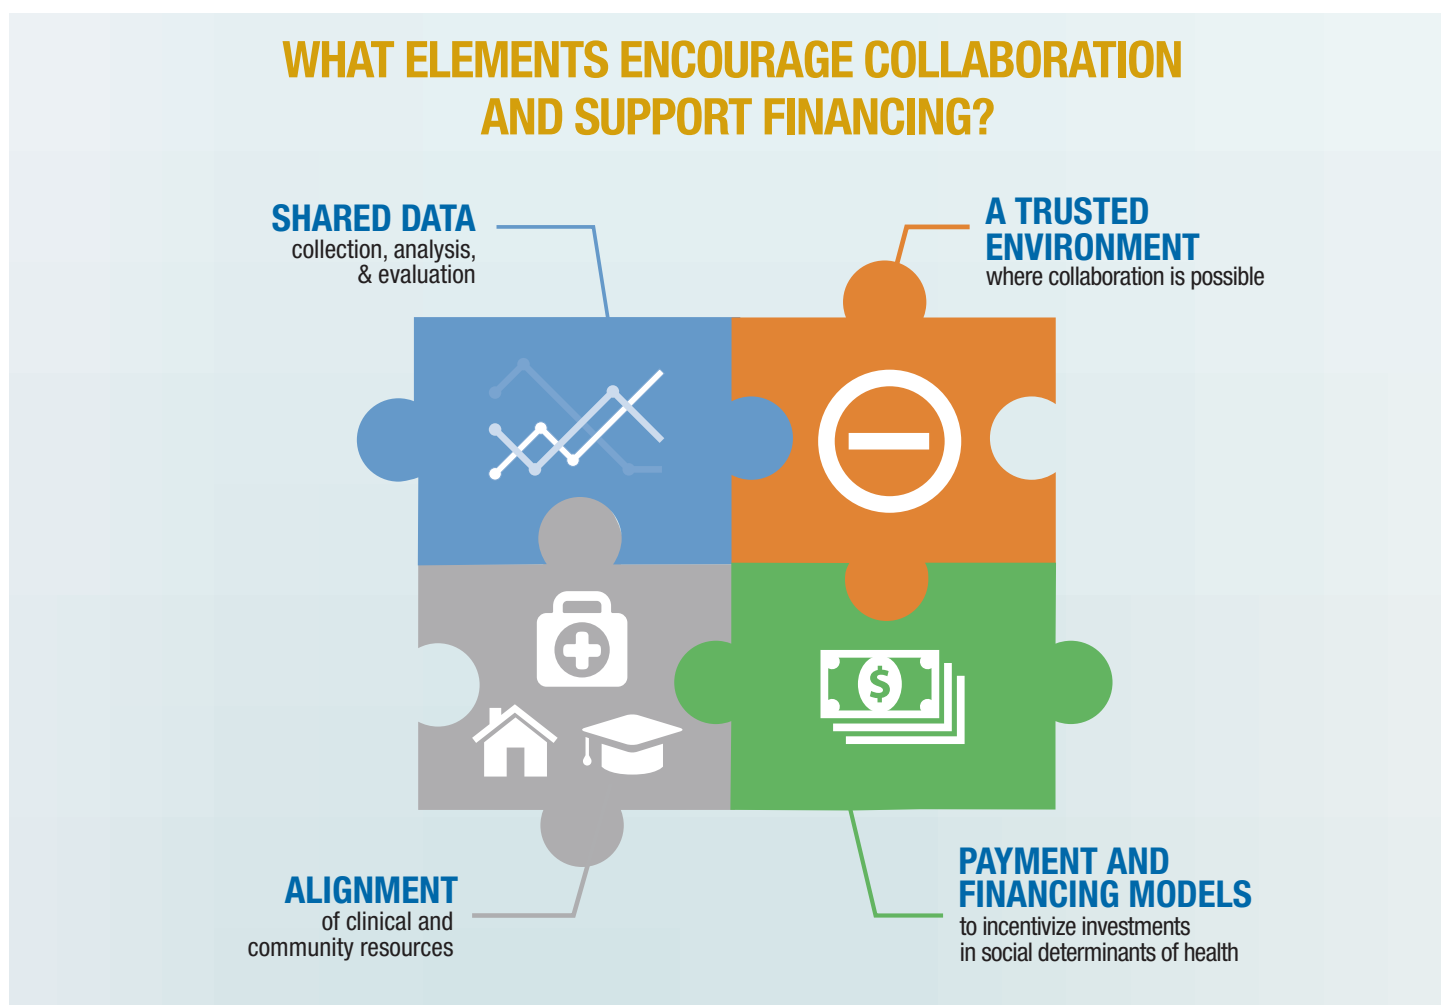 WHAT ELEMENTS ENCOURAGE COLLABORATION
AND SUPPORT FINANCING?
SHARED DATA
collection, analysis,
& evaluation
A TRUSTED
ENVIRONMENT
where collaboration is possible
$
ALIGNMENT
of clinical and
community resources
PAYMENT AND
FINANCING MODELS
to incentivize investments
in social determinants of health